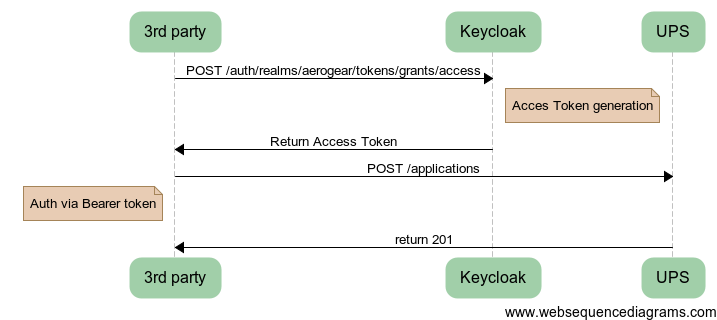 3rd party
Keycloak
UPS
POST /auth/realms/aerogear/tokens/grants/access
Acces Token generation
Return Access Token
POST /applications
Auth via Bearer token
return 201
3rd party
Keycloak
UPS
www.websequencediagrams.com